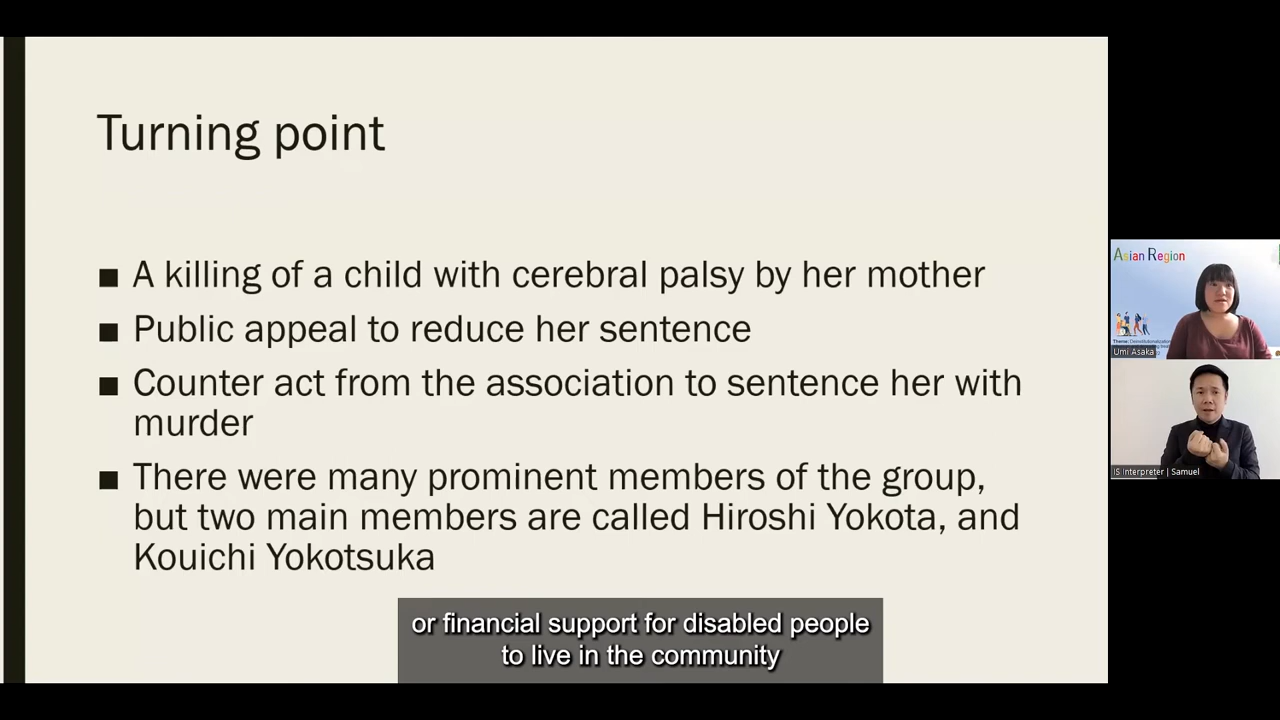 Turning point
■ A killing of a child with cerebral palsy by her mother
■ Public appeal to reduce her sentence
■ Counter act from the association to sentence her with
murder
■ There were many prominent members of the group,
but two main members are called Hiroshi Yokota, and
Kouichi Yokotsuka
or financial support for disabled people
to live in the community
Asian Region
Umi Asaka
IS Interpreter | Samuel